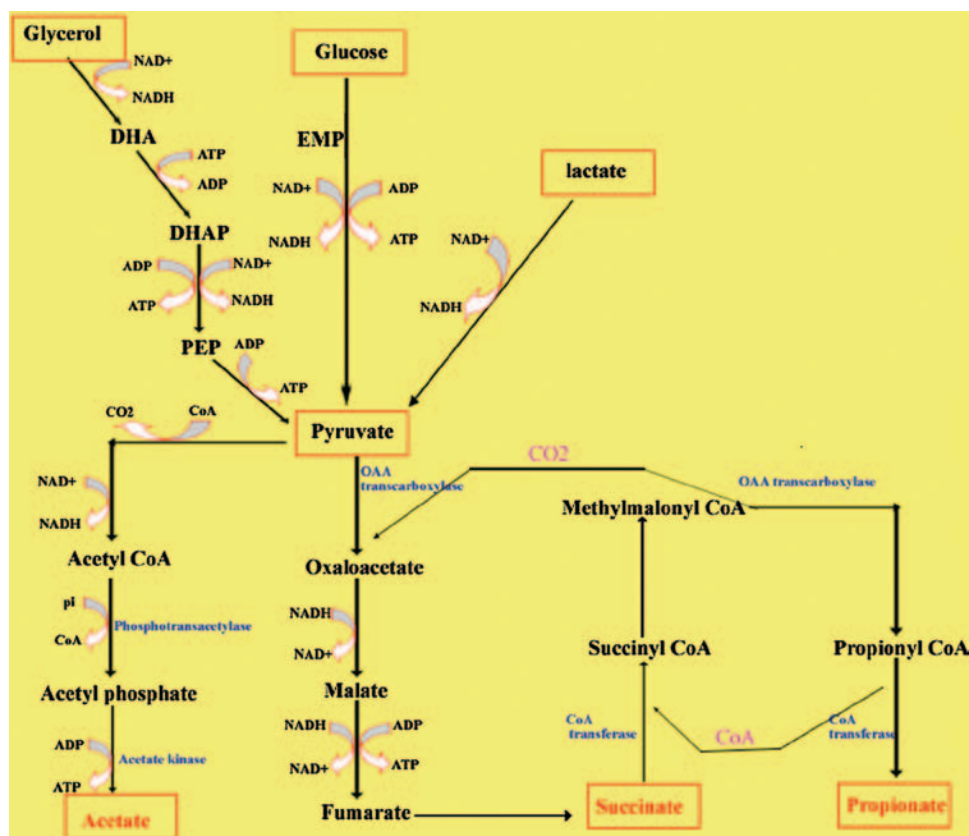 Glycerol
NAD+
NADH
DHA
ATP
ADP
DHAP
ADP
NAD+
ATP
NADH
PEP
ADP
ATP
Glucose
EMP
NAD+
ADP
NADH
ATP
lactate
NAD+
NADH
Pyruvate
CO2
CoA
NAD+
NADH
Acetyl CoA
pi
Phosphotransacetylase
CoA
Acetyl phosphate
ADP
Acetate kinase
ATP
Acetate
OAA
transcarboxylase
Oxaloacetate
NADH
NAD+
Malate
NADH
ADP
NAD+
ATP
Fumarate
Succinate
CoA
transferase
Succinyl CoA
Methylmalonyl CoA
CO2
OAA transcarboxylase
Propionyl CoA
CoA
CoA
transferase
Propionate